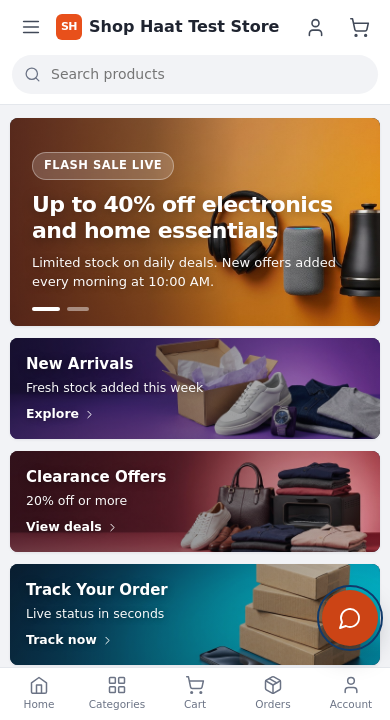 SH
Shop Haat Test Store
Search products
FLASH SALE LIVE
Up to 40% off electronics
and home essentials
Limited stock on daily deals. New offers added
every morning at 10:00 AM.
New Arrivals
Fresh stock added this week
Explore
Clearance Offers
20% off or more
View deals
Track Your Order
Live status in seconds
Track now
Home
Categories
Cart
Orders
Account